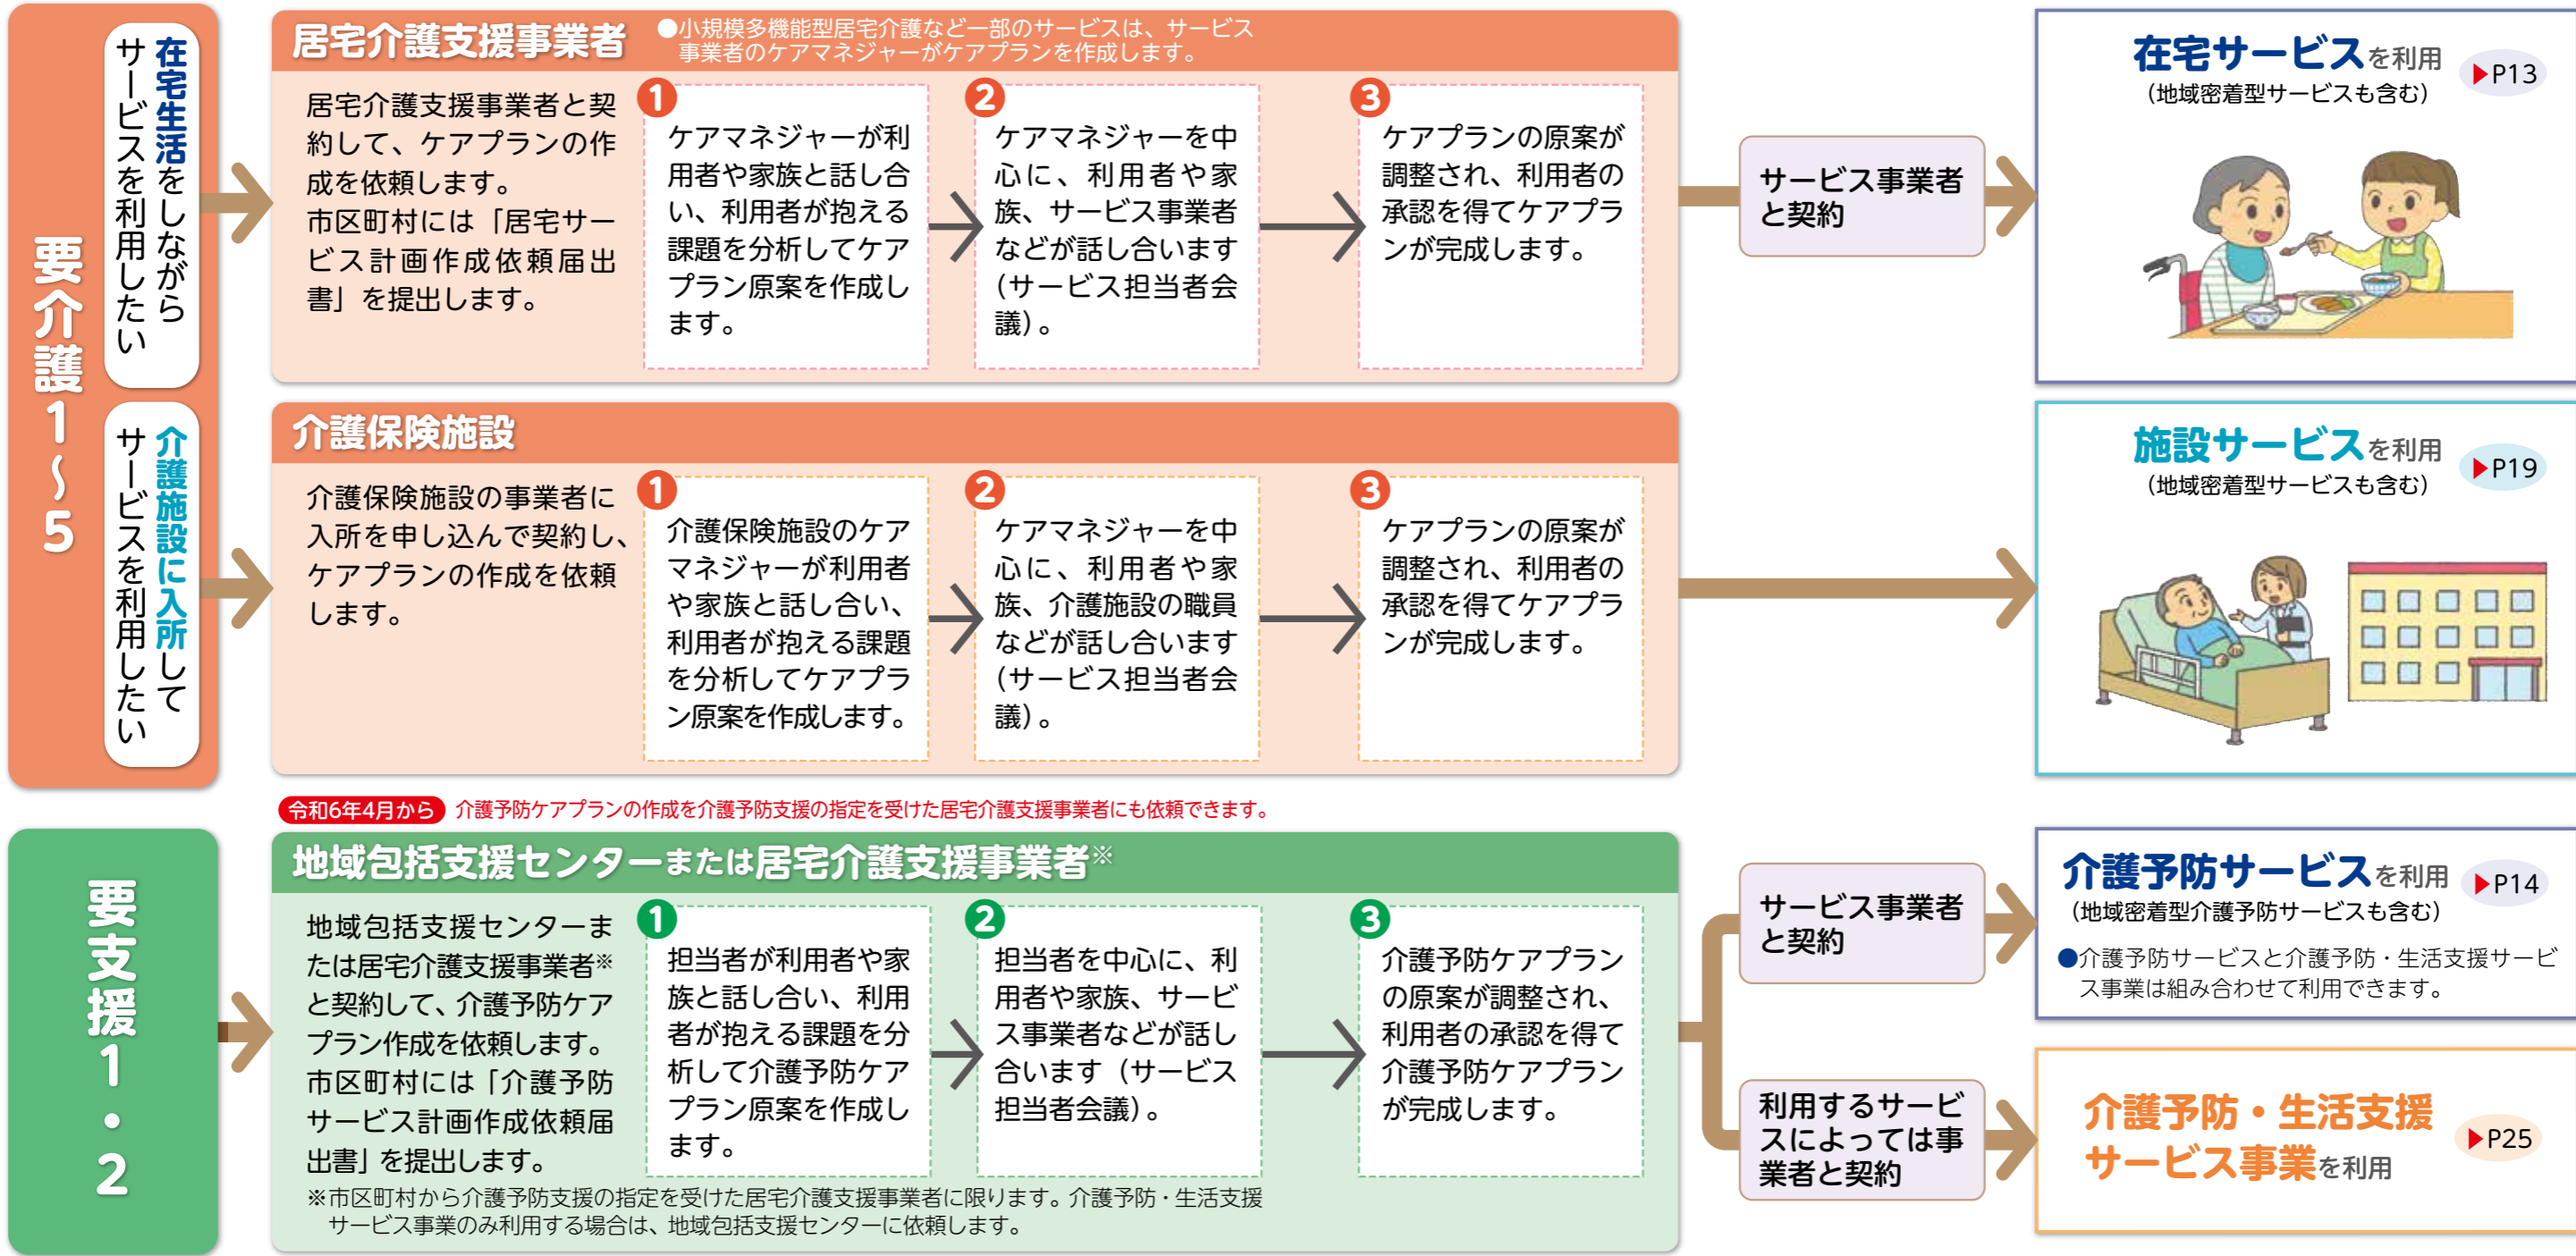 要介護1～5
在宅生活をしながら
サービスを利用したい
居宅介護支援事業者
●小規模多機能型居宅介護など一部のサービスは、サービス
事業者のケアマネジャーがケアプランを作成します。
居宅介護支援事業者と契
約して、ケアプランの作
成を依頼します。
市区町村には「居宅サー
ビス計画作成依頼届出
書」を提出します。
1
ケアマネジャーが利
用者や家族と話し合
い、利用者が抱える
課題を分析してケア
プラン原案を作成し
ます。
2
ケアマネジャーを中
心に、利用者や家
族、サービス事業者
などが話し合います
（サービス担当者会
議）。
3
ケアプランの原案が
調整され、利用者の
承認を得てケアプラ
ンが完成します。
サービス事業者
と契約
在宅サービスを利用
▶P13
（地域密着型サービスも含む）
介護施設に入所して
サービスを利用したい
介護保険施設
介護保険施設の事業者に
入所を申し込んで契約し、
ケアプランの作成を依頼
します。
1
介護保険施設のケア
マネジャーが利用者
や家族と話し合い、
利用者が抱える課題
を分析してケアプラ
ン原案を作成します。
2
ケアマネジャーを中
心に、利用者や家
族、介護施設の職員
などが話し合います
（サービス担当者会
議）。
3
ケアプランの原案が
調整され、利用者の
承認を得てケアプラ
ンが完成します。
施設サービスを利用
▶P19
（地域密着型サービスも含む）
令和6年4月から 介護予防ケアプランの作成を介護予防支援の指定を受けた居宅介護支援事業者にも依頼できます。
要支援1・2
地域包括支援センターまたは居宅介護支援事業者※
地域包括支援センターま
たは居宅介護支援事業者※
と契約して、介護予防ケア
プラン作成を依頼します。
市区町村には「介護予防
サービス計画作成依頼届
出書」を提出します。
1
担当者が利用者や家
族と話し合い、利用
者が抱える課題を分
析して介護予防ケア
プラン原案を作成し
ます。
2
担当者を中心に、利
用者や家族、サービ
ス事業者などが話し
合います（サービス
担当者会議）。
3
介護予防ケアプラン
の原案が調整され、
利用者の承認を得て
介護予防ケアプラン
が完成します。
※市区町村から介護予防支援の指定を受けた居宅介護支援事業者に限ります。介護予防・生活支援
サービス事業のみ利用する場合は、地域包括支援センターに依頼します。
サービス事業者
と契約
介護予防サービスを利用
▶P14
（地域密着型介護予防サービスも含む）
●介護予防サービスと介護予防・生活支援サービ
ス事業は組み合わせて利用できます。
利用するサービ
スによっては事
業者と契約
介護予防・生活支援
サービス事業を利用
▶P25